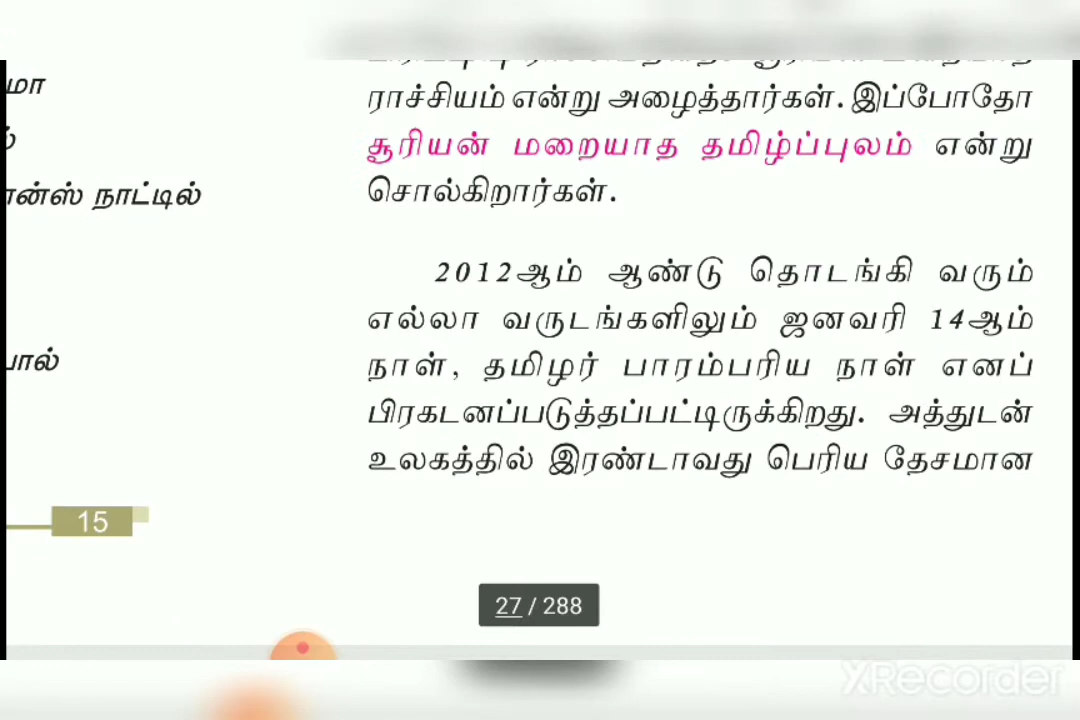 மா
ரான்ஸ் நாட்டில்
பால்
15
ராச்சியம் என்று அழைத்தார்கள். இப்போதோ
சூரியன் மறையாத தமிழ்ப்புலம் என்று
சொல்கிறார்கள்.
2012ஆம் ஆண்டு தொடங்கி வரும்
எல்லா வருடங்களிலும் ஜனவரி 14ஆம்
நாள், தமிழர் பாரம்பரிய நாள் எனப்
பிரகடனப்படுத்தப்பட்டிருக்கிறது. அத்துடன்
உலகத்தில் இரண்டாவது பெரிய தேசமான
27 / 288
XRecorder